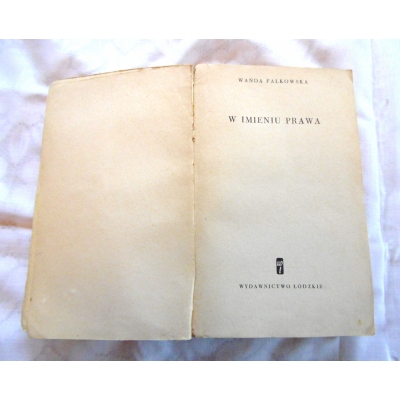 WANDA FALKOWSKA
W IMIENIU PRAWA
WYDAWNICTWO ŁÓDZKIE